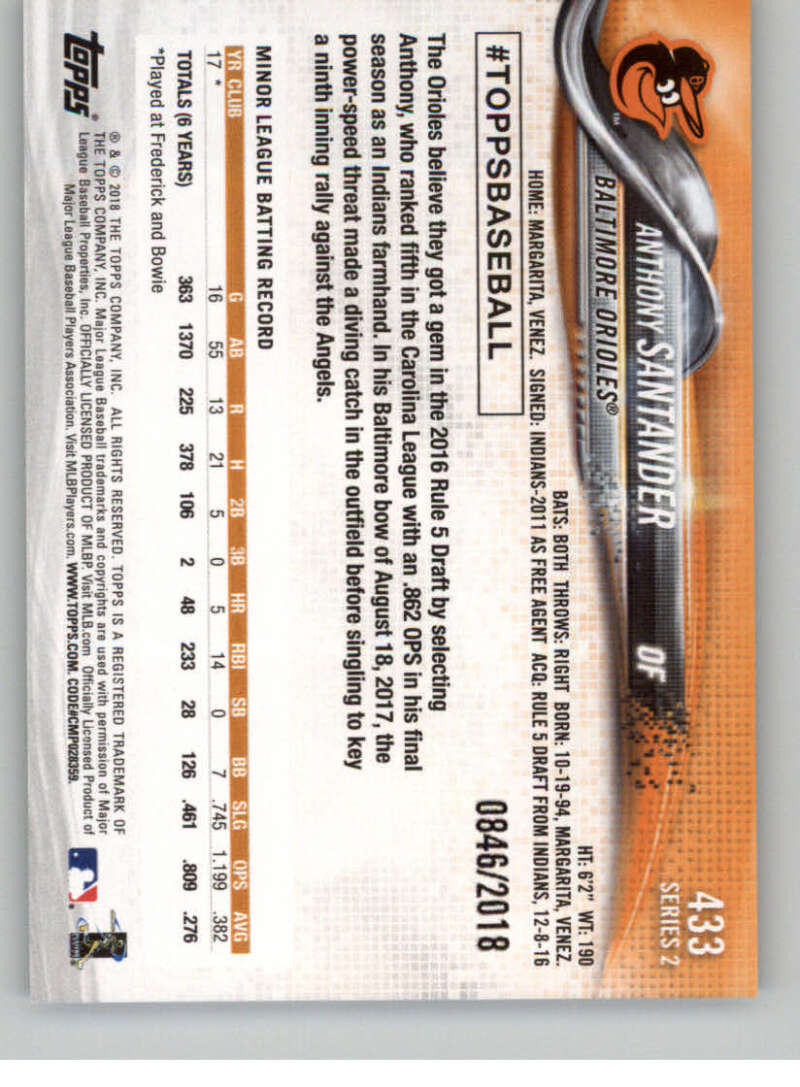 433
SERIES 2
ANTHONY SANTANDER OF
BALTIMORE ORIOLES®
TM
HT: 6'2" WT: 190
BATS: BOTH THROWS: RIGHT BORN: 10-19-94, MARGARITA, VENEZ.
HOME: MARGARITA, VENEZ. SIGNED: INDIANS-2011 AS FREE AGENT ACQ: RULE 5 DRAFT FROM INDIANS, 12-8-16
#TOPPSBASEBALL
0846/2018
The Orioles believe they got a gem in the 2016 Rule 5 Draft by selecting
Anthony, who ranked fifth in the Carolina League with an .862 OPS in his final
season as an Indians farmhand. In his Baltimore bow of August 18, 2017, the
power-speed threat made a diving catch in the outfield before singling to key
a ninth inning rally against the Angels.
MINOR LEAGUE BATTING RECORD
YR CLUB G AB R H 2B 3B HR RBI SB BB SLG OPS AVG
17 * 16 55 13 21 5 0 5 14 0 7 .745 1.199 .382
TOTALS (6 YEARS) 363 1370 225 378 106 2 48 233 28 126 .461 .809 .276
*Played at Frederick and Bowie
topps®
® & © 2018 THE TOPPS COMPANY, INC. ALL RIGHTS RESERVED. TOPPS IS A REGISTERED TRADEMARK OF
THE TOPPS COMPANY, INC. Major League Baseball trademarks and copyrights are used with permission of Major
League Baseball Properties, Inc. OFFICIALLY LICENSED PRODUCT OF MLBP. Visit MLB.com Officially Licensed Product of
Major League Baseball Players Association. Visit MLBPlayers.com. WWW.TOPPS.COM. CODE#CMP028359.